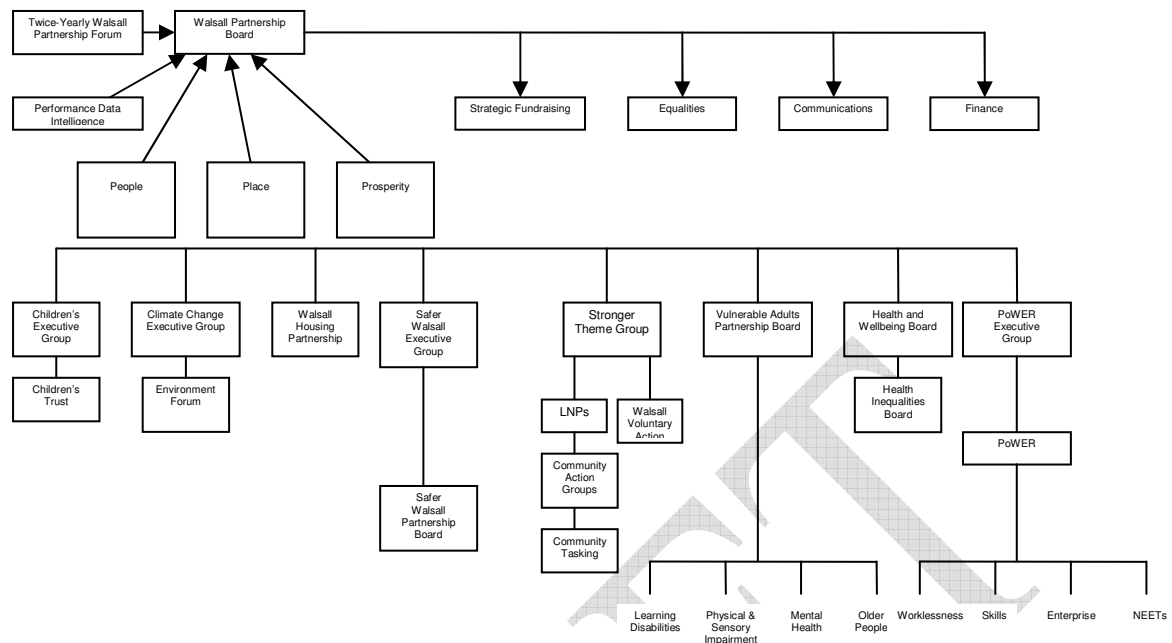 Twice-Yearly Walsall
Partnership Forum
Walsall Partnership
Board
Performance Data
Intelligence
Strategic Fundraising
Equalities
Communications
Finance
People
Place
Prosperity
Children's
Executive
Group
Climate Change
Executive Group
Walsall
Housing
Partnership
Safer
Walsall
Executive
Group
Stronger
Theme Group
Vulnerable Adults
Partnership Board
Health and
Wellbeing Board
PoWER
Executive
Group
Children's
Trust
Environment
Forum
LNPs
Walsall
Voluntary
Action
Health
Inequalities
Board
PoWER
Community
Action
Groups
Safer
Walsall
Partnership
Board
Community
Tasking
Learning
Disabilities
Physical &
Sensory
Impairment
Mental
Health
Older
People
Worklessness
Skills
Enterprise
NEETs